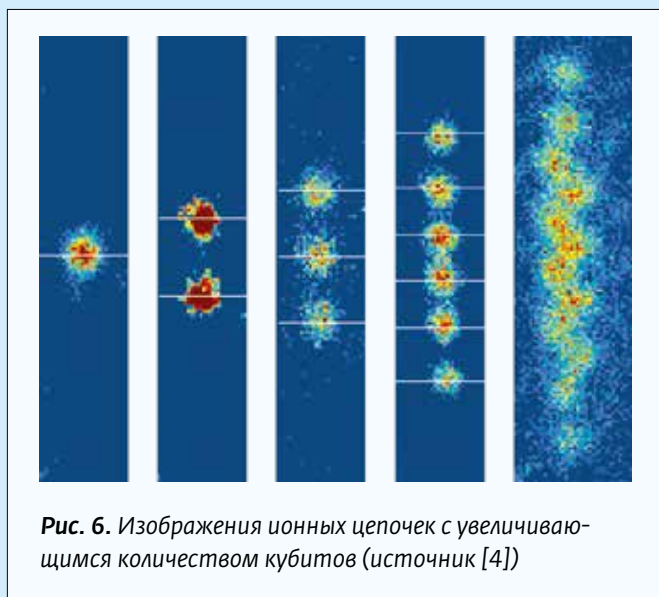 Рис. 6. Изображения ионных цепочек с увеличиваю-
щимся количеством кубитов (источник [4])